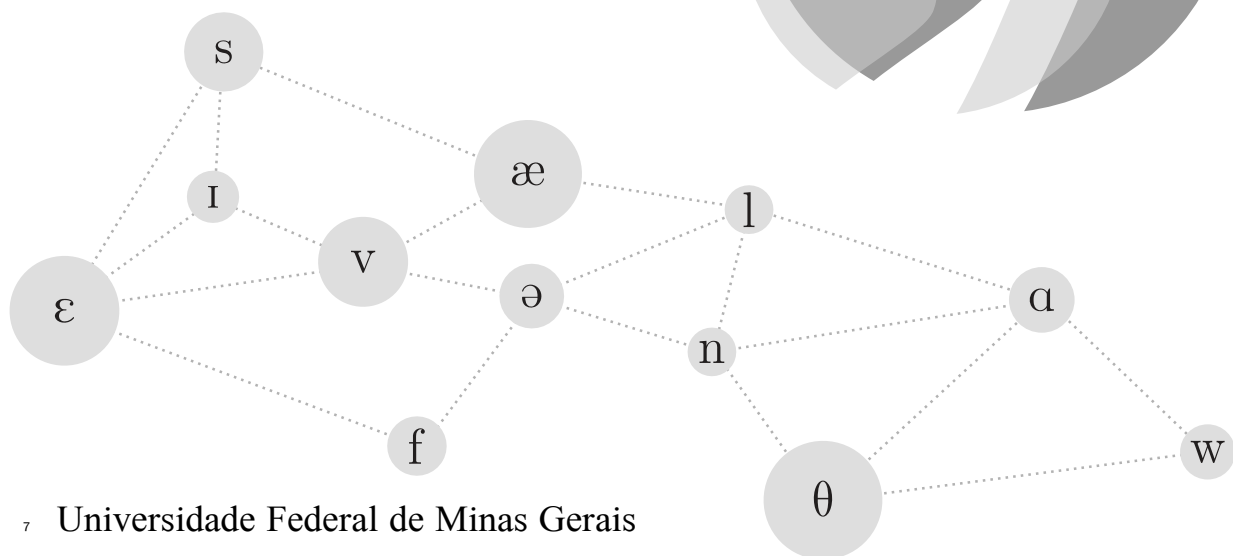 s
æ
ɪ
l
v
ə
ɑ
ɛ
n
f
w
θ
7 Universidade Federal de Minas Gerais